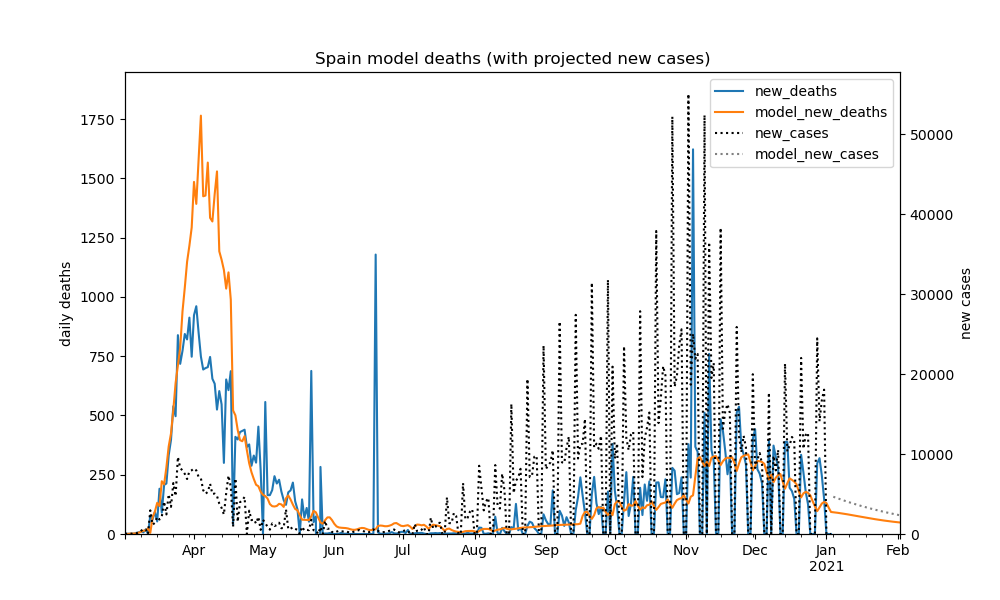 Spain model deaths (with projected new cases)
new_deaths
model_new_deaths
new_cases
model_new_cases
daily deaths
1750
1500
1250
1000
750
500
250
0
new cases
50000
40000
30000
20000
10000
0
Apr May Jun Jul Aug Sep Oct Nov Dec Jan Feb
2021